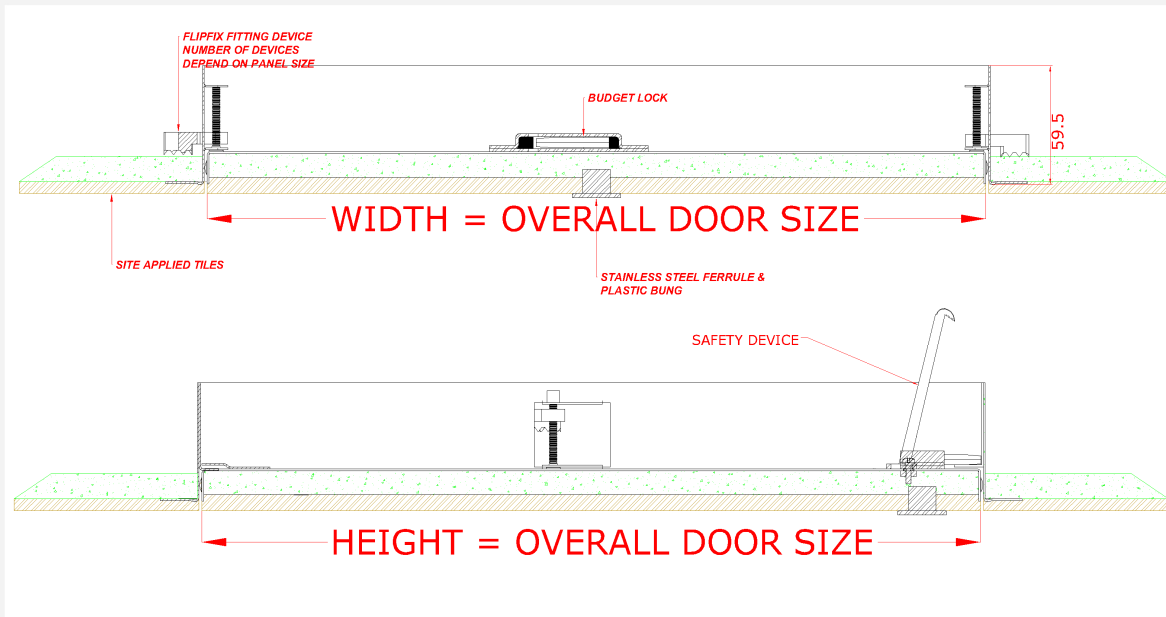 FLIPFIX FITTING DEVICE
NUMBER OF DEVICES
DEPEND ON PANEL SIZE
BUDGET LOCK
59.5
WIDTH = OVERALL DOOR SIZE
SITE APPLIED TILES
STAINLESS STEEL FERRULE &
PLASTIC BUNG
SAFETY DEVICE
HEIGHT = OVERALL DOOR SIZE